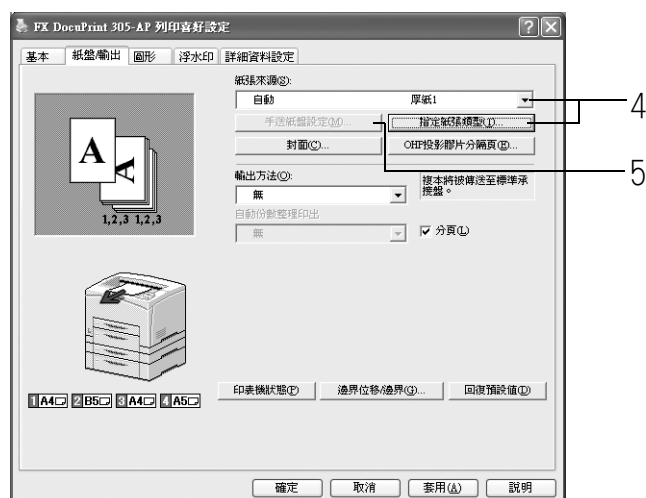 FX DocuPrint 305-AP 列印喜好設定
基本 紙盤/輸出 圖形 浮水印 詳細資料設定
紙張來源(S):
自動 厚紙1
手送紙盤設定(M)... 指定紙張類型(T)...
封面(C)... OHP投影膠片分隔頁(E)...
4
5
輸出方法(O):
無
複本將被傳送至標準承接盤。
自動份數整理印出
無
分頁(L)
A A
1,2,3 1,2,3
1 A4 2 B5 3 A4 4 A5
印表機狀態(P) 邊界位移/邊界(G)... 回復預設值(D)
確定 取消 套用(A) 說明